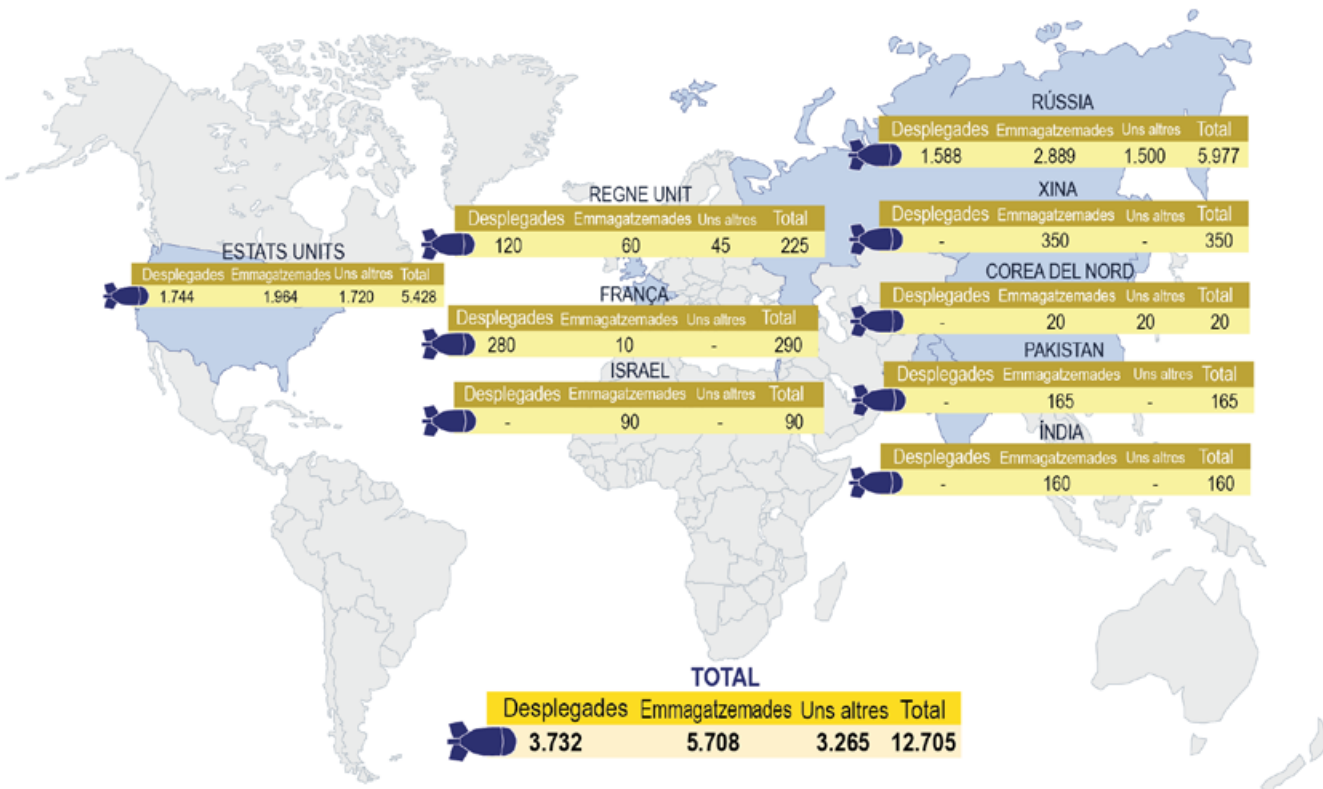 ESTATS UNITS
Desplegades Emmagatzemades Uns altres Total
1.744 1.964 1.720 5,428
REGNE UNIT
Desplegades Emmagatzemades Uns altres Total
120 60 45 225
FRANÇA
Desplegades Emmagatzemades Uns altres Total
280 10 - 290
ISRAEL
Desplegades Emmagatzemades Uns altres Total
- 90 - 90
RÚSSIA
Desplegades Emmagatzemades Uns altres Total
1.588 2.889 1.500 5.977
XINA
Desplegades Emmagatzemades Uns altres Total
- 350 - 350
COREA DEL NORD
Desplegades Emmagatzemades Uns altres Total
- 20 20 20
PAKISTAN
Desplegades Emmagatzemades Uns altres Total
- 165 - 165
ÍNDIA
Desplegades Emmagatzemades Uns altres Total
- 160 - 160
TOTAL
Desplegades Emmagatzemades Uns altres Total
3.732 5.708 3.265 12.705